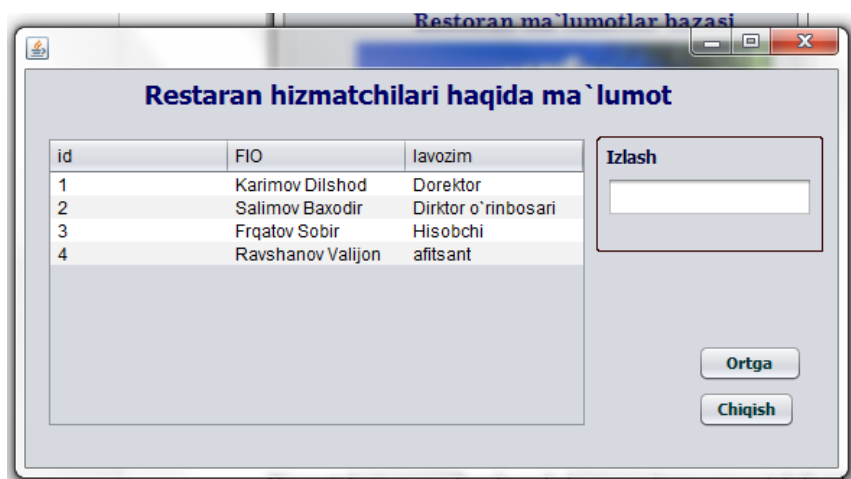 Restoran ma`lumotlar bazasi
Restaran hizmatchilari haqida ma`lumot
id FIO lavozim
1 Karimov Dilshod Dorektor
2 Salimov Baxodir Dirktor o`rinbosari
3 Frqatov Sobir Hisobchi
4 Ravshanov Valijon afitsant
Izlash
Ortga
Chiqish